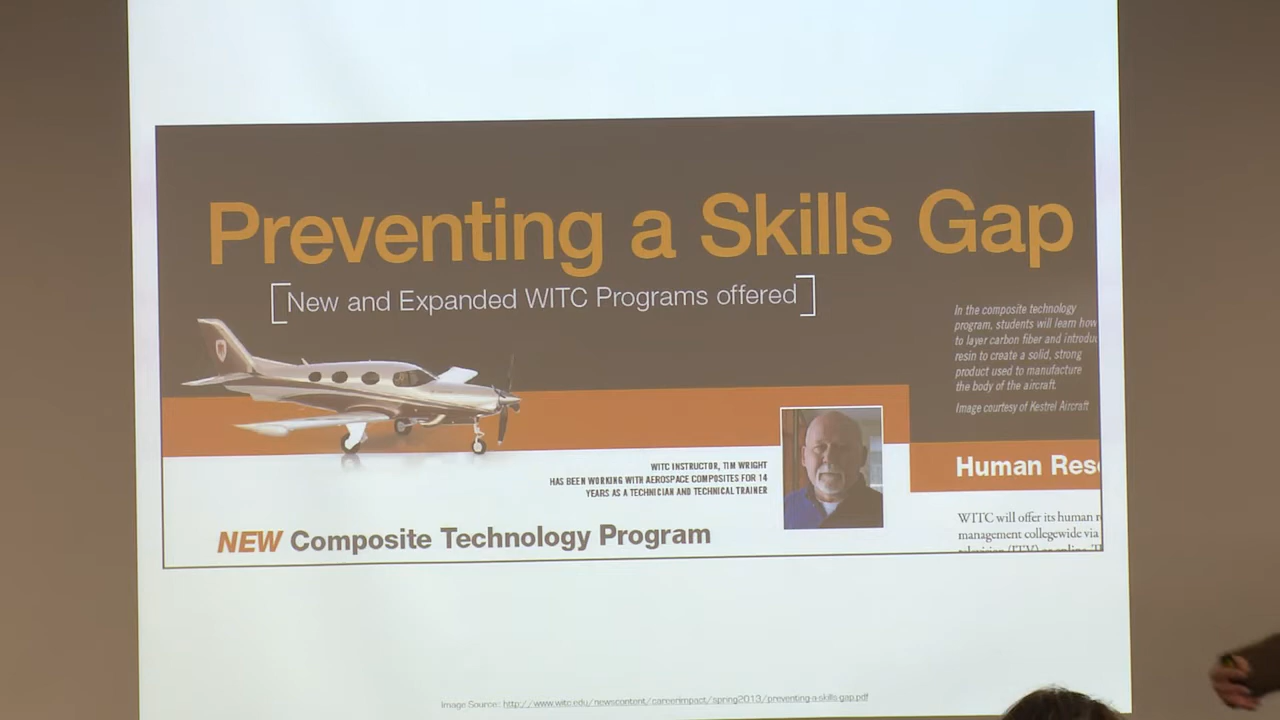 Preventing a Skills Gap
[New and Expanded WITC Programs offered]
In the composite technology
program, students will learn how
to layer carbon fiber and introdu
resin to create a solid, strong
product used to manufacture
the body of the aircraft.
Image courtesy of Kestrel Aircraft
WITC INSTRUCTOR, TIM WRIGHT
HAS BEEN WORKING WITH AEROSPACE COMPOSITES FOR 14
YEARS AS A TECHNICIAN AND TECHNICAL TRAINER
NEW Composite Technology Program
Human Reso
WITC will offer its human r
management collegewide via
Image Source: http://www.witc.edu/newscontent/careerimpact/spring2013/preventing-a-skills-gap.pdf